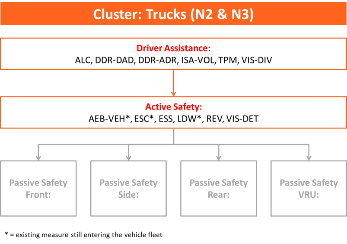 Cluster: Trucks (N2 & N3)
Driver Assistance:
ALC, DDR-DAD, DDR-ADR, ISA-VOL, TPM, VIS-DIV
Active Safety:
AEB-VEH*, ESC*, ESS, LDW*, REV, VIS-DET
Passive Safety
Front:
Passive Safety
Side:
Passive Safety
Rear:
Passive Safety
VRU:
* = existing measure still entering the vehicle fleet